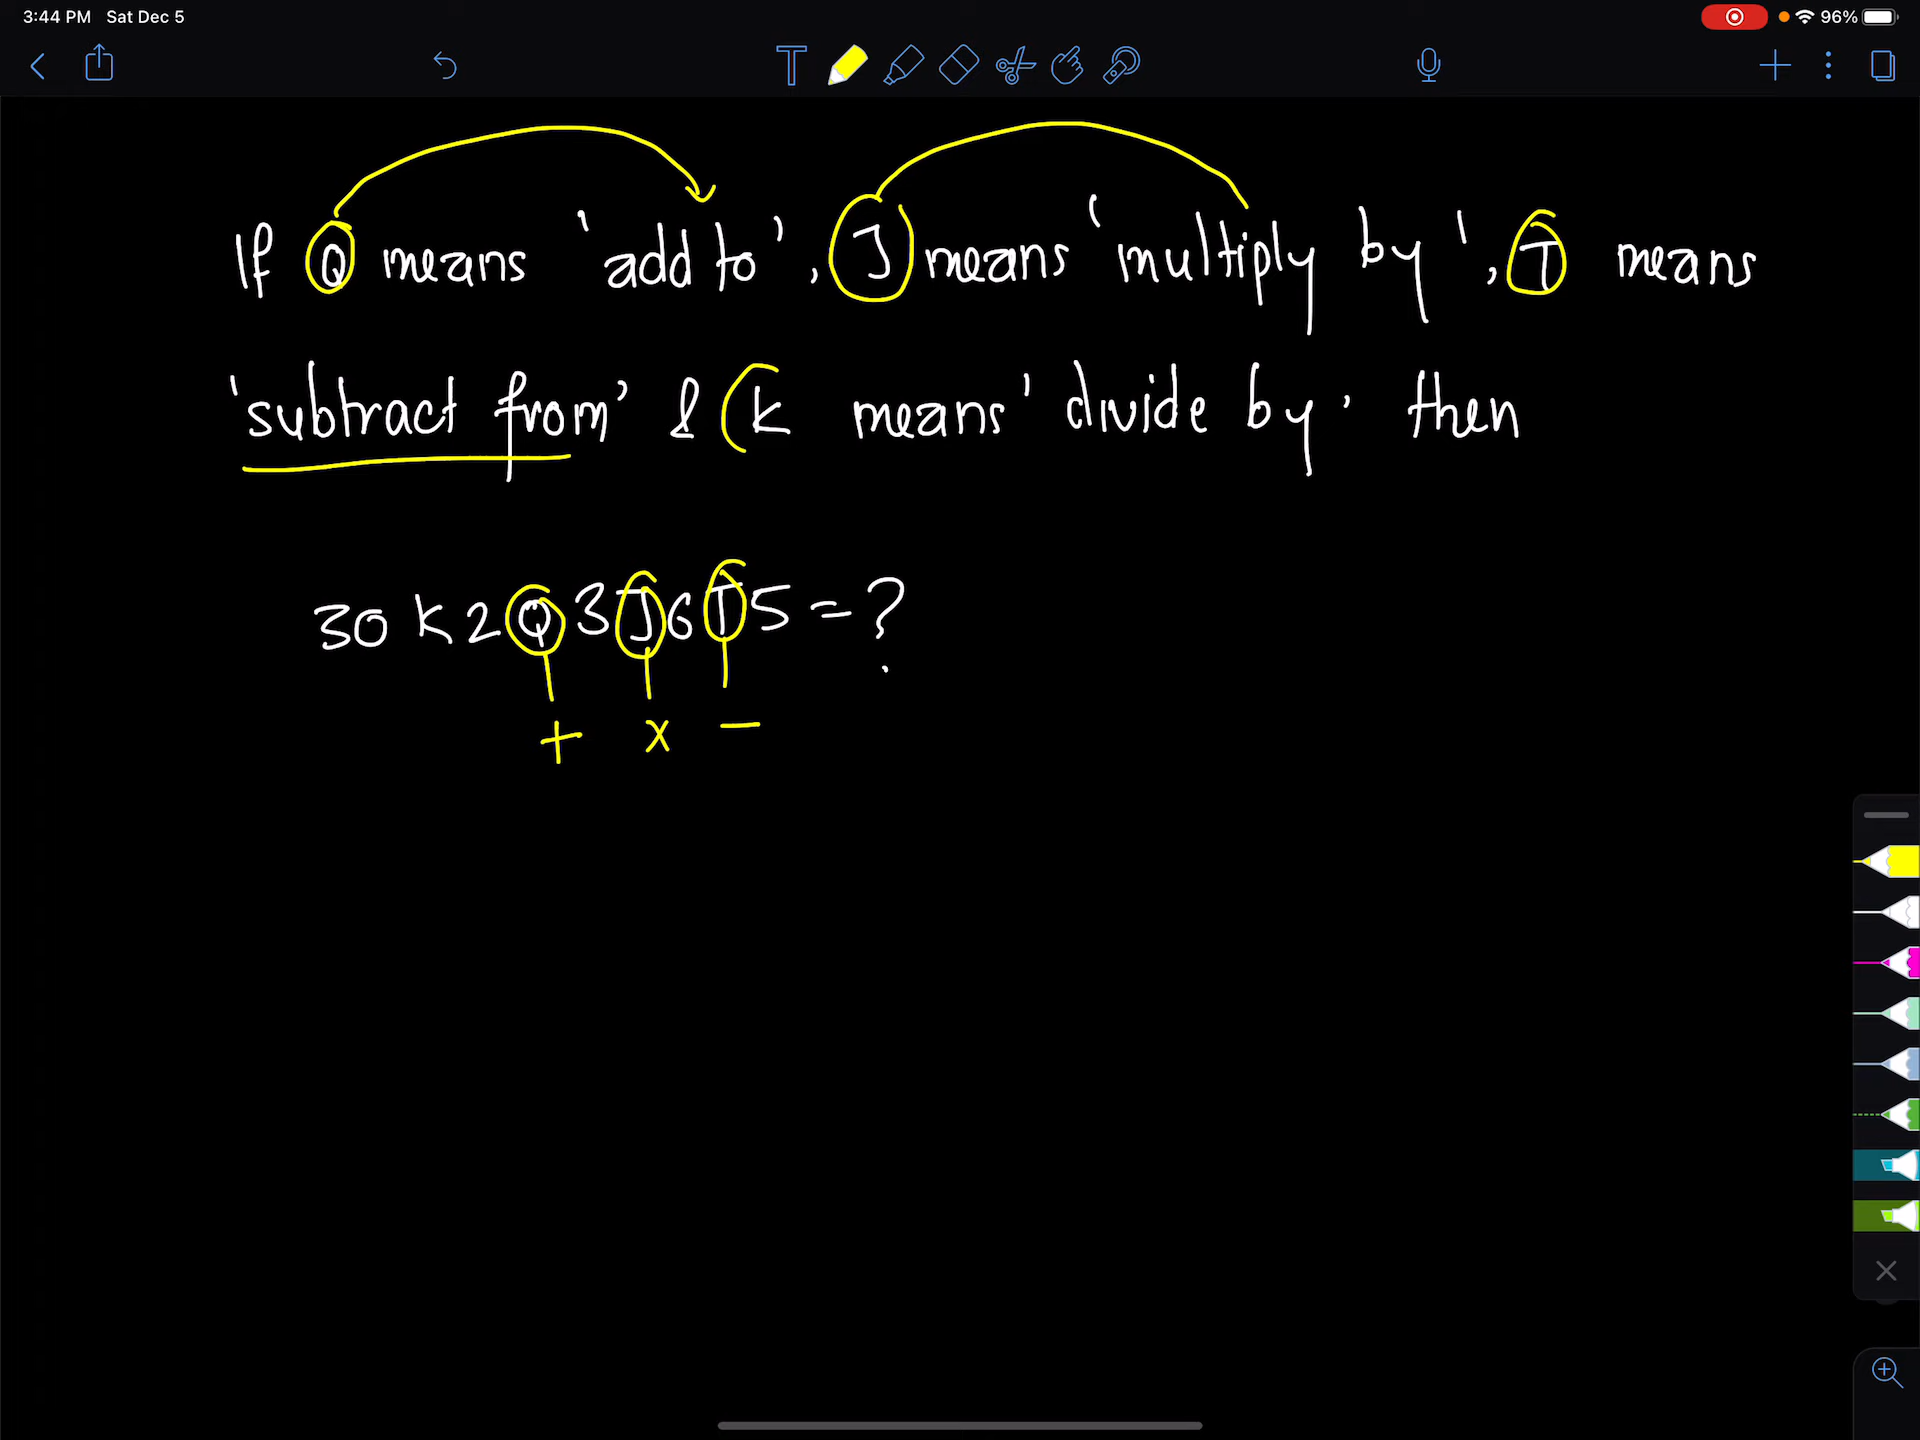 3:44 PM Sat Dec 5 96%
If Q means 'add to', J means 'multiply by', T means
'subtract from' & K means 'divide by' then
30 K 2 Q 3 J 6 T 5 = ?
+ x −